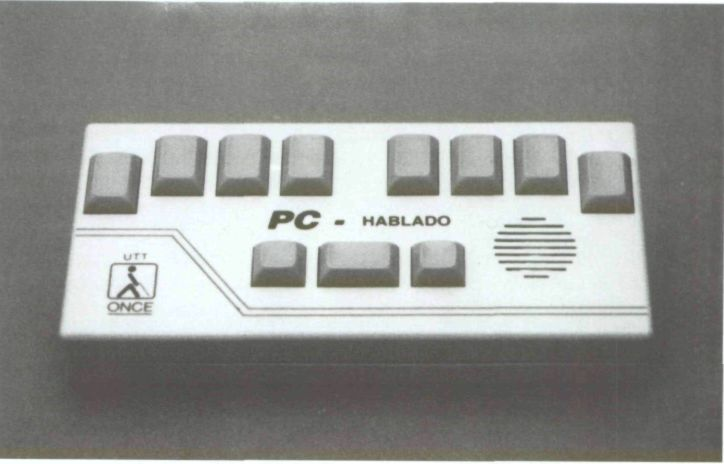 PC - HABLADO
UTT
ONCE